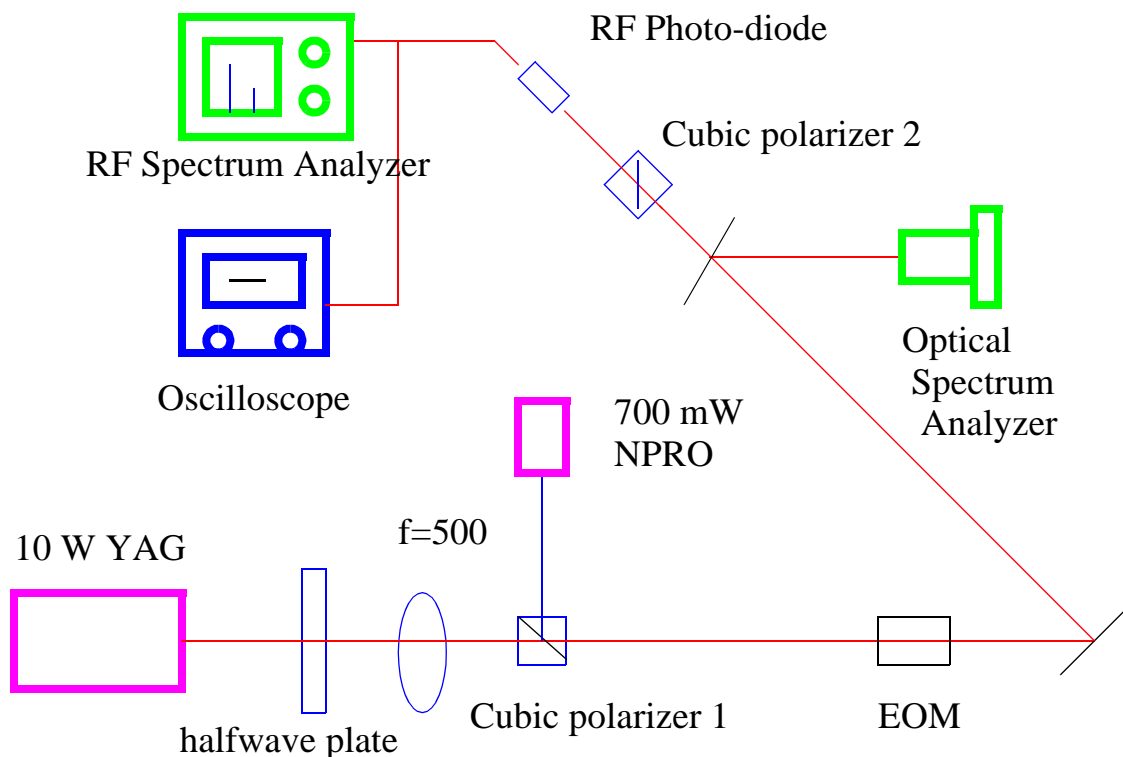 RF Photo-diode
Cubic polarizer 2
RF Spectrum Analyzer
Optical
Spectrum
Analyzer
Oscilloscope
700 mW
NPRO
f=500
10 W YAG
Cubic polarizer 1
EOM
halfwave plate